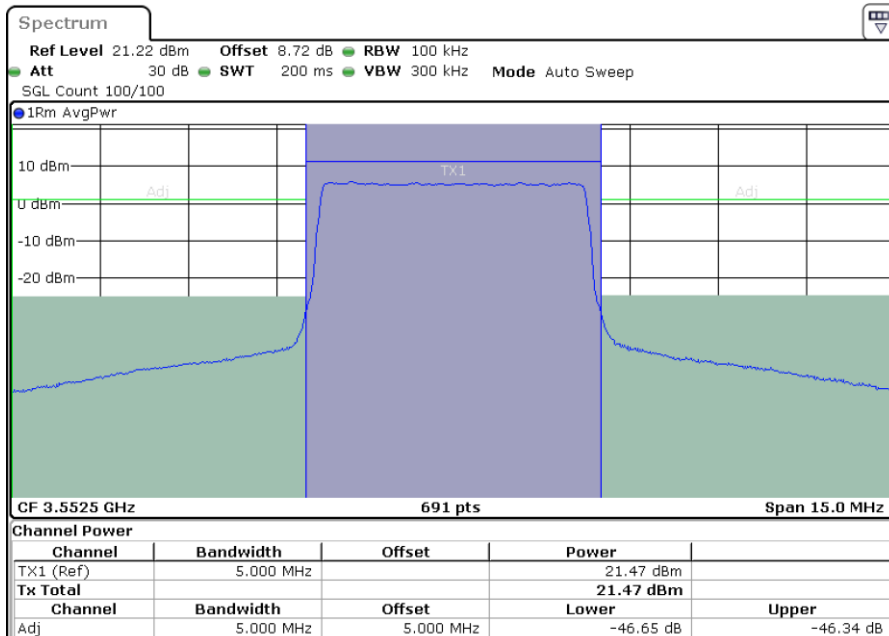 Spectrum
Ref Level 21.22 dBm Offset 8.72 dB RBW 100 kHz
Att 30 dB SWT 200 ms VBW 300 kHz Mode Auto Sweep
SGL Count 100/100
1Rm AvgPwr
10 dBm
TX1
Adj Adj
0 dBm
-10 dBm
-20 dBm
CF 3.5525 GHz 691 pts Span 15.0 MHz
Channel Power
Channel Bandwidth Offset Power
TX1 (Ref) 5.000 MHz 21.47 dBm
Tx Total 21.47 dBm
Channel Bandwidth Offset Lower Upper
Adj 5.000 MHz 5.000 MHz -46.65 dB -46.34 dB